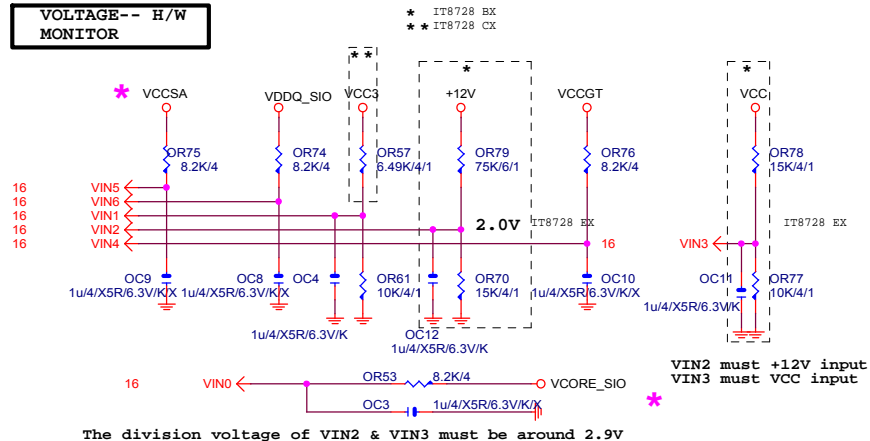 VOLTAGE-- H/W
MONITOR
* IT8728 BX
** IT8728 CX
**
*
*
* VCCSA
VDDQ_SIO
VCC3
+12V
VCCGT
VCC
OR75
8.2K/4
OR74
8.2K/4
OR57
6.49K/4/1
OR79
75K/6/1
OR76
8.2K/4
OR78
15K/4/1
16 VIN5
16 VIN6
16 VIN1
16 VIN2
16 VIN4
2.0V
IT8728 EX
16
VIN3
IT8728 EX
OC9
1u/4/X5R/6.3V/K/X
OC8
1u/4/X5R/6.3V/K/X
OC4
1u/4/X5R/6.3V/K
OR61
10K/4/1
OC12
1u/4/X5R/6.3V/K
OR70
15K/4/1
OC10
1u/4/X5R/6.3V/K/X
OC11
1u/4/X5R/6.3V/K
OR77
10K/4/1
VIN2 must +12V input
VIN3 must VCC input
16 VIN0
OR53
8.2K/4
VCORE_SIO
OC3
1u/4/X5R/6.3V/K/X
*
The division voltage of VIN2 & VIN3 must be around 2.9V